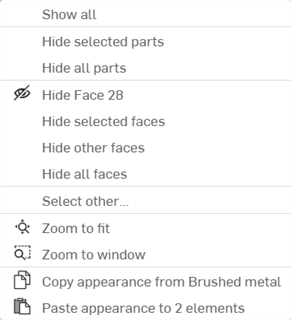 Show all
Hide selected parts
Hide all parts
Hide Face 28
Hide selected faces
Hide other faces
Hide all faces
Select other...
Zoom to fit
Zoom to window
Copy appearance from Brushed metal
Paste appearance to 2 elements